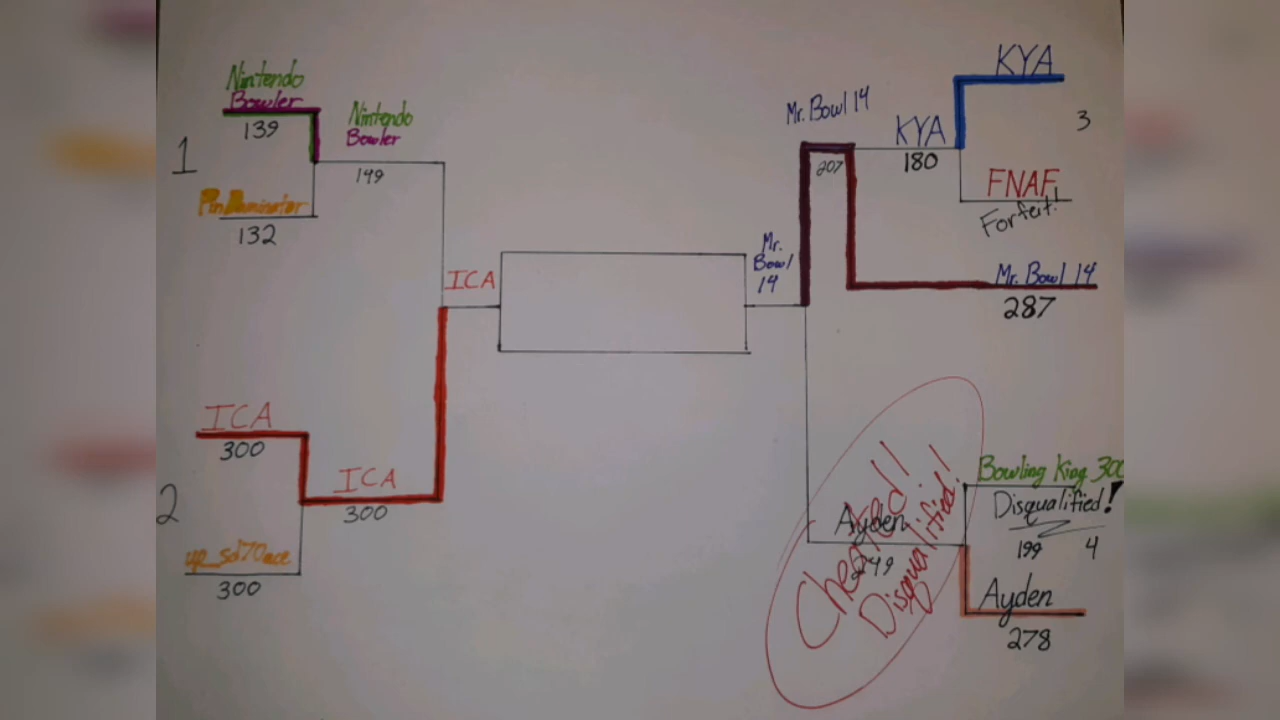 Nintendo
Bowler
139
1
132
Nintendo
Bowler
149
ICA
300
2
up_sd70ace
300
ICA
300
ICA
Mr.
Bowl
14
Mr. Bowl 14
207
KYA
180
KYA
3
FNAF
Forfeit!
Mr. Bowl 14
287
Bowling King 300
Disqualified!
199
4
Ayden
278
Ayden
Cheated!!
Disqualified!